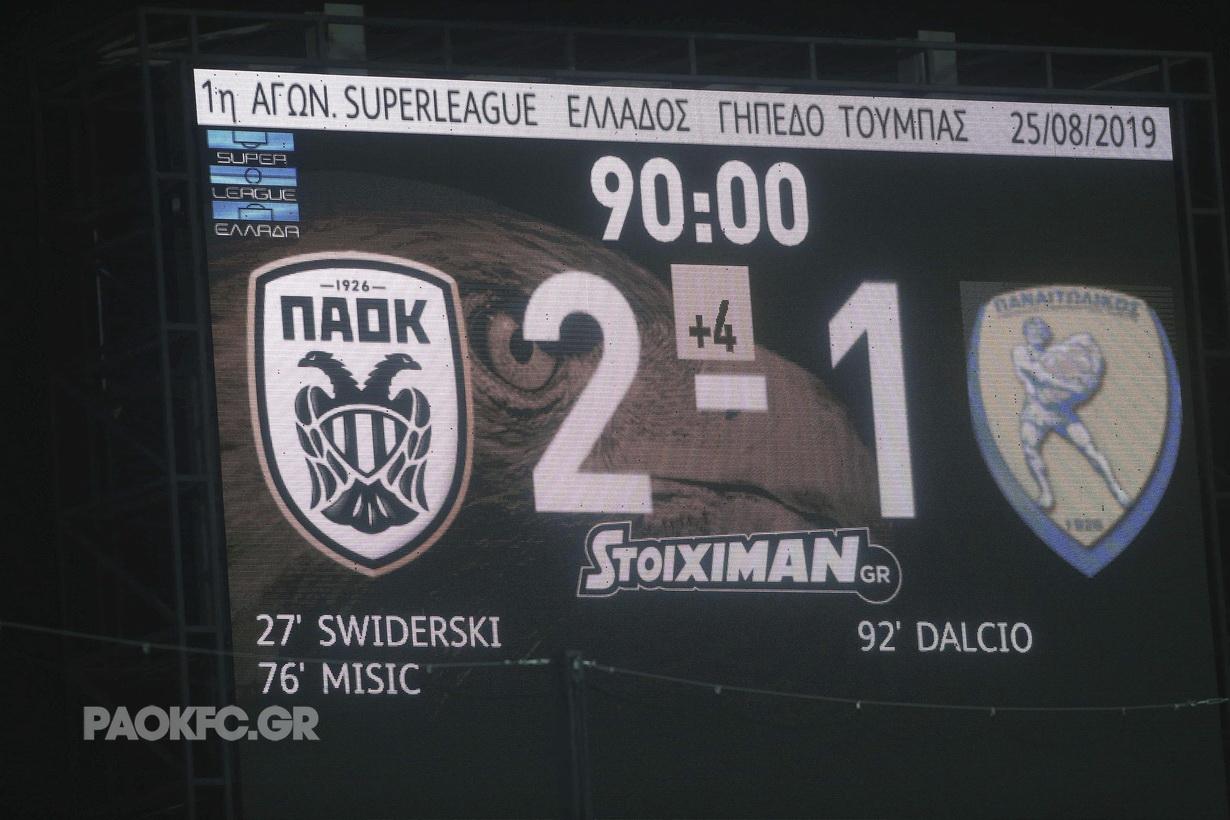 1η ΑΓΩΝ. SUPERLEAGUE ΕΛΛΑΔΟΣ ΓΗΠΕΔΟ ΤΟΥΜΠΑΣ 25/08/2019
SUPER
LEAGUE
ΕΛΛΑΔΑ
90:00
+4
1926
ΠΑΟΚ
2 - 1
ΠΑΝΑΙΤΩΛΙΚΟΣ
1926
STOIXIMAN GR
27' SWIDERSKI
76' MISIC
92' DALCIO
PAOKFC.GR